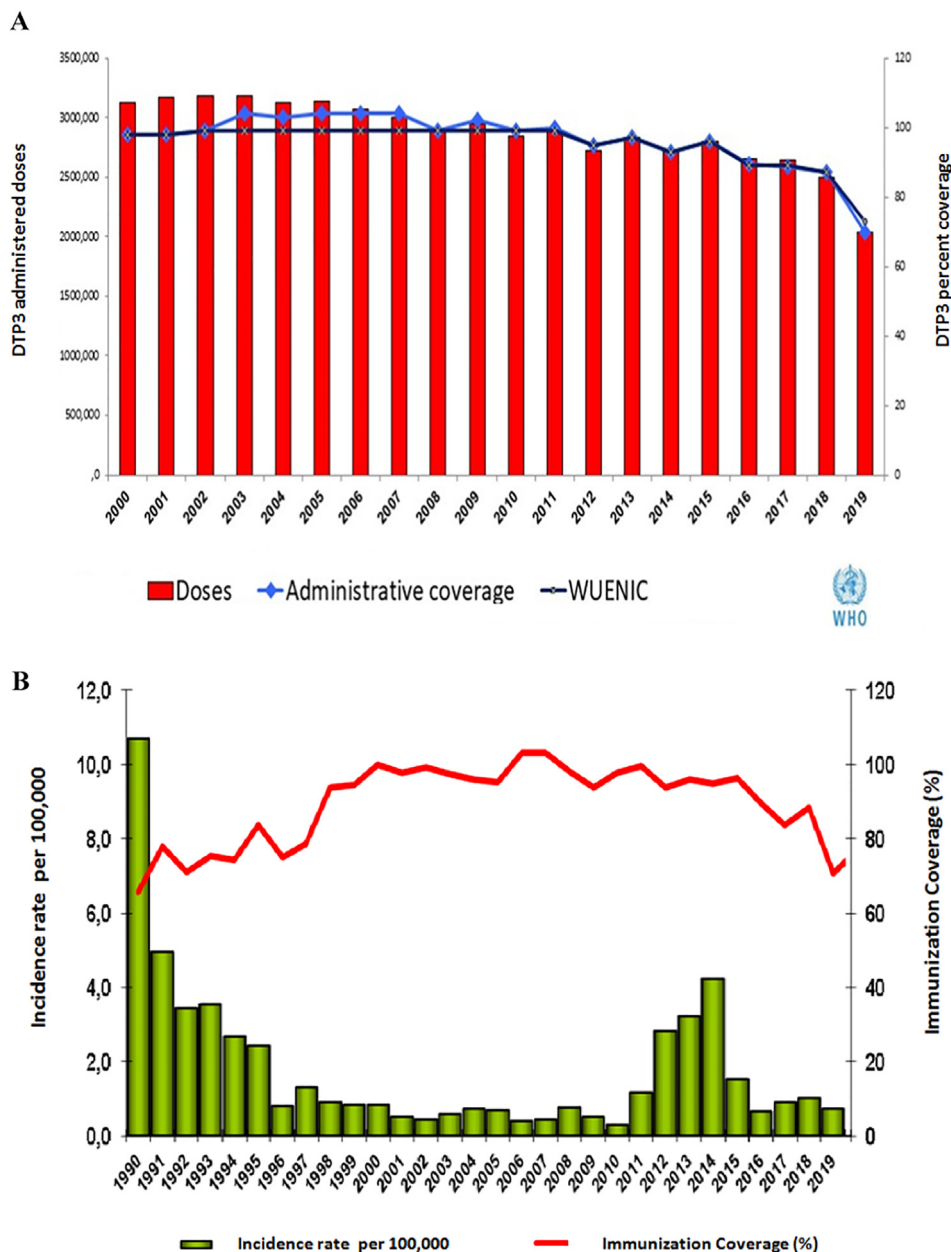 A
DTP3 administered doses
3500,000
3000,000
2500,000
2000,000
1500,000
1000,000
500,000
,0
120
100
80
60
40
20
0
DTP3 percent coverage
2000 2001 2002 2003 2004 2005 2006 2007 2008 2009 2010 2011 2012 2013 2014 2015 2016 2017 2018 2019
Doses Administrative coverage WUENIC
WHO
B
Incidence rate per 100,000
12,0
10,0
8,0
6,0
4,0
2,0
0,0
120
100
80
60
40
20
0
Immunization Coverage (%)
1990 1991 1992 1993 1994 1995 1996 1997 1998 1999 2000 2001 2002 2003 2004 2005 2006 2007 2008 2009 2010 2011 2012 2013 2014 2015 2016 2017 2018 2019
Incidence rate per 100,000 Immunization Coverage (%)